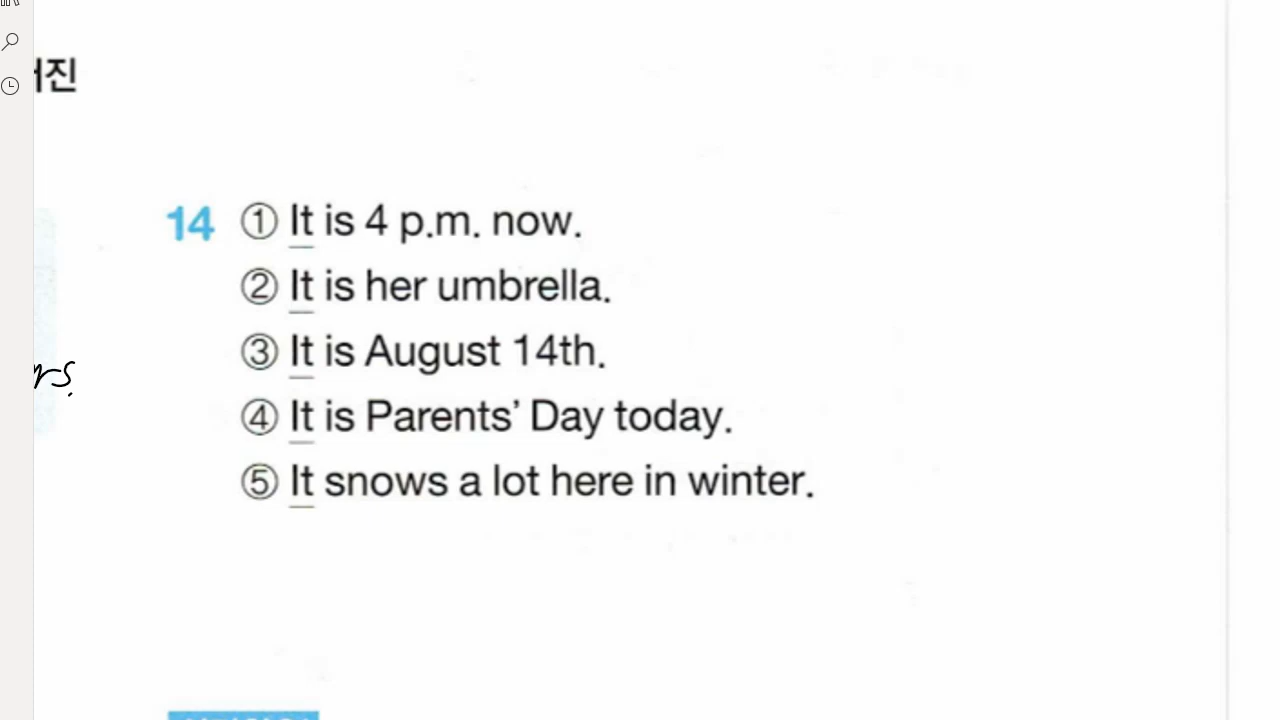 14 ① It is 4 p.m. now.
② It is her umbrella.
③ It is August 14th.
④ It is Parents' Day today.
⑤ It snows a lot here in winter.